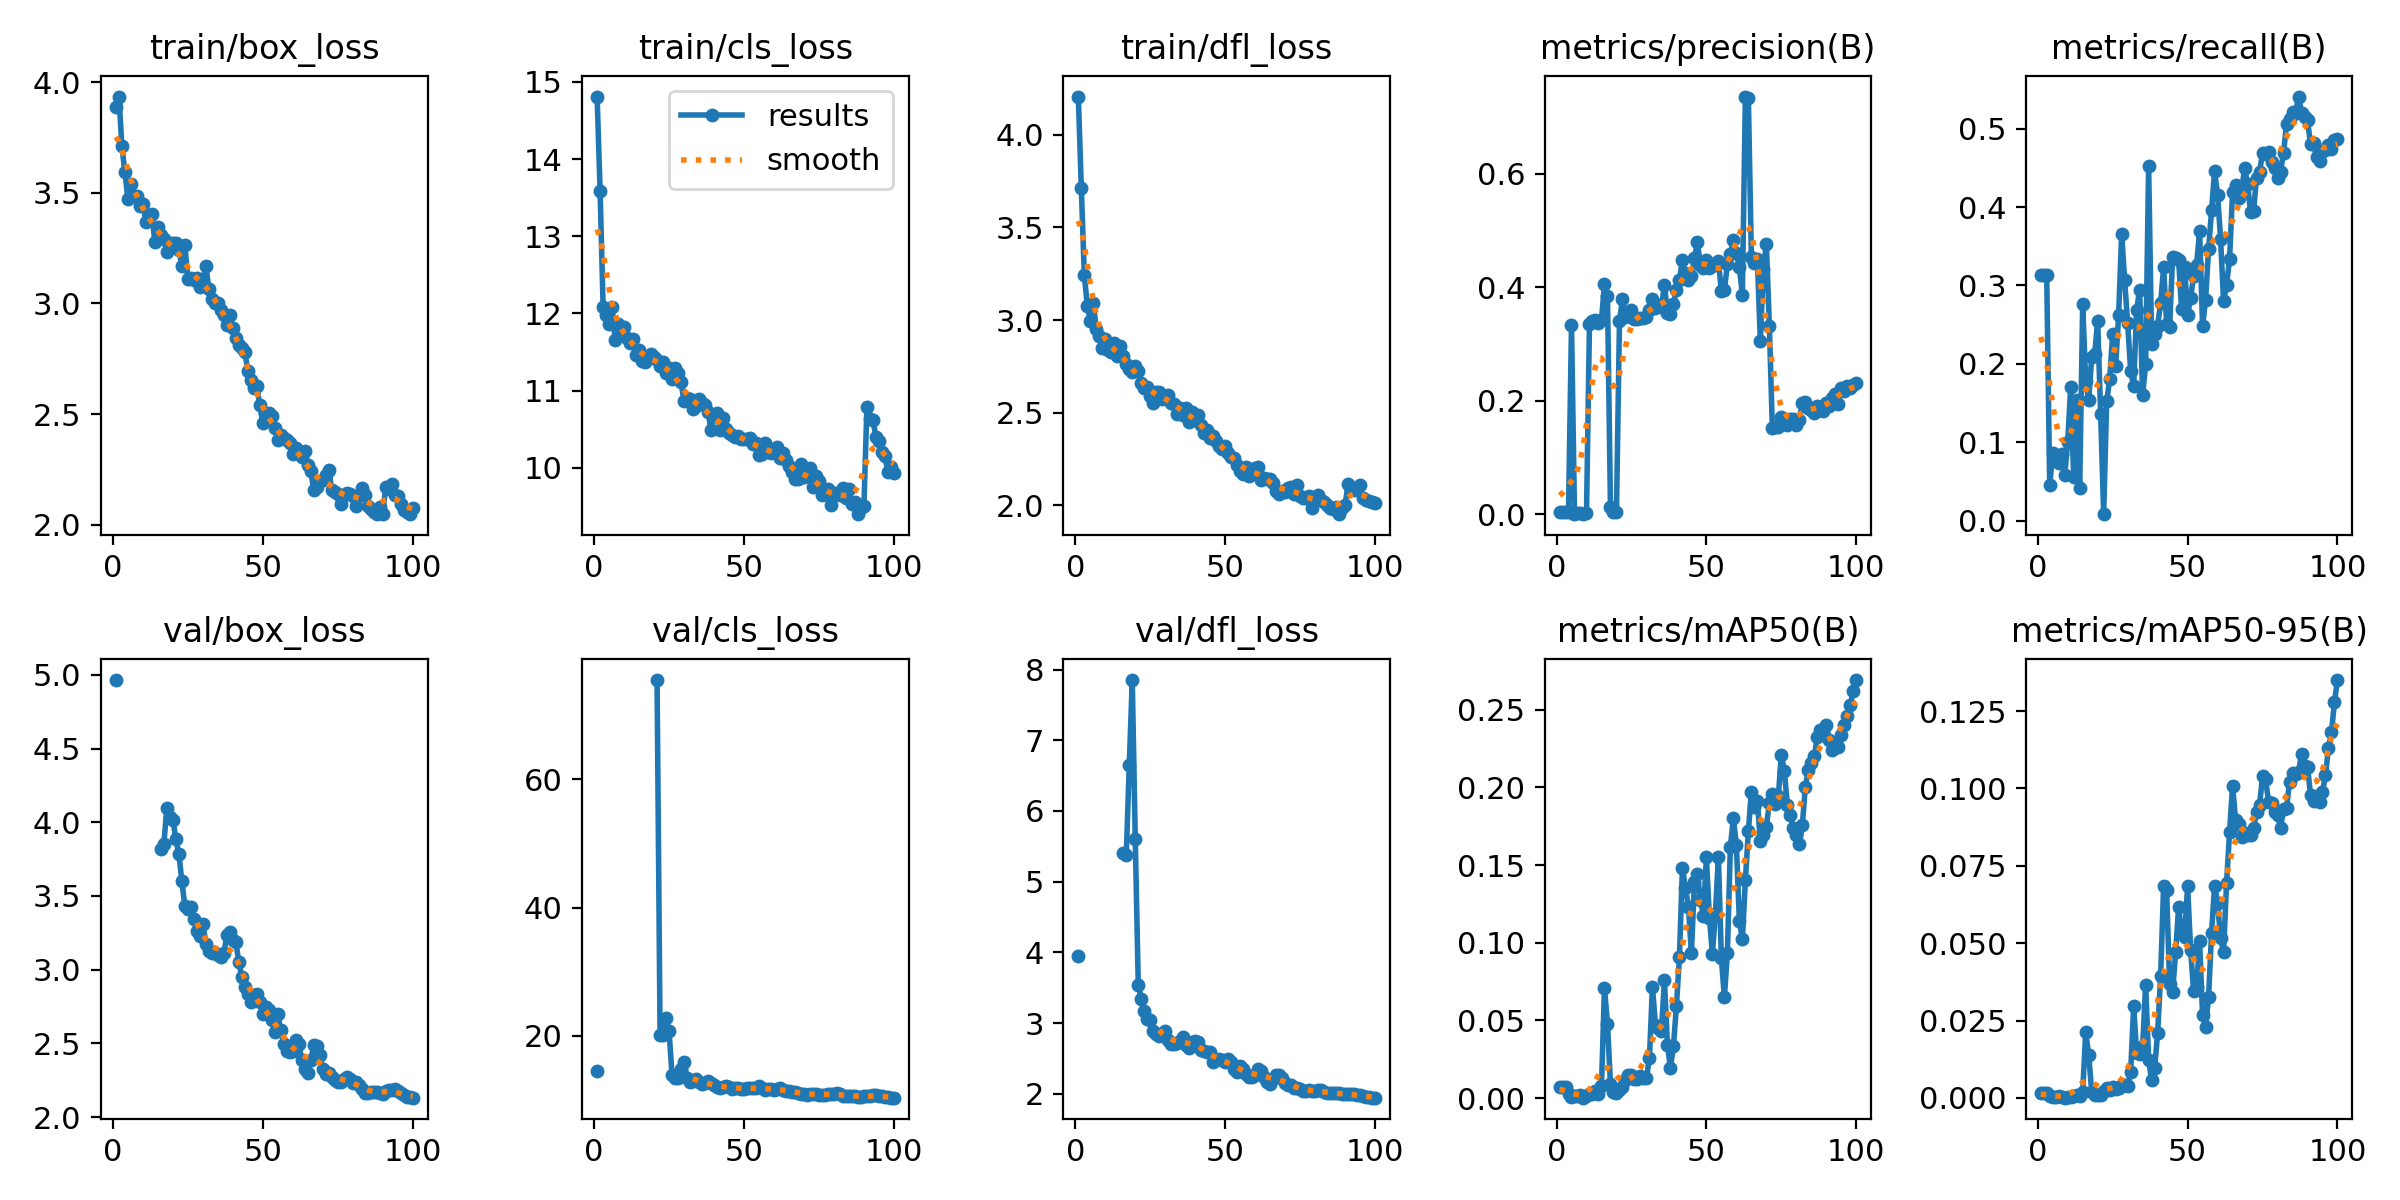 train/box_loss
4.0
3.5
3.0
2.5
2.0
0 50 100
train/cls_loss
results
smooth
15
14
13
12
11
10
0 50 100
train/dfl_loss
4.0
3.5
3.0
2.5
2.0
0 50 100
metrics/precision(B)
0.6
0.4
0.2
0.0
0 50 100
metrics/recall(B)
0.5
0.4
0.3
0.2
0.1
0.0
0 50 100
val/box_loss
5.0
4.5
4.0
3.5
3.0
2.5
2.0
0 50 100
val/cls_loss
60
40
20
0 50 100
val/dfl_loss
8
7
6
5
4
3
2
0 50 100
metrics/mAP50(B)
0.25
0.20
0.15
0.10
0.05
0.00
0 50 100
metrics/mAP50-95(B)
0.125
0.100
0.075
0.050
0.025
0.000
0 50 100